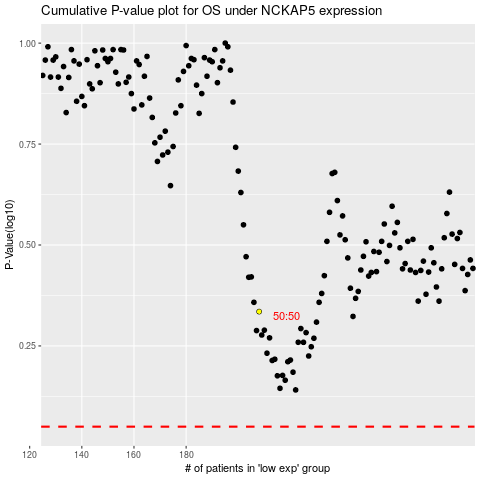 Cumulative P-value plot for OS under NCKAP5 expression
P-Value(log10)
1.00
0.75
0.50
0.25
50:50
120 140 160 180
# of patients in 'low exp' group